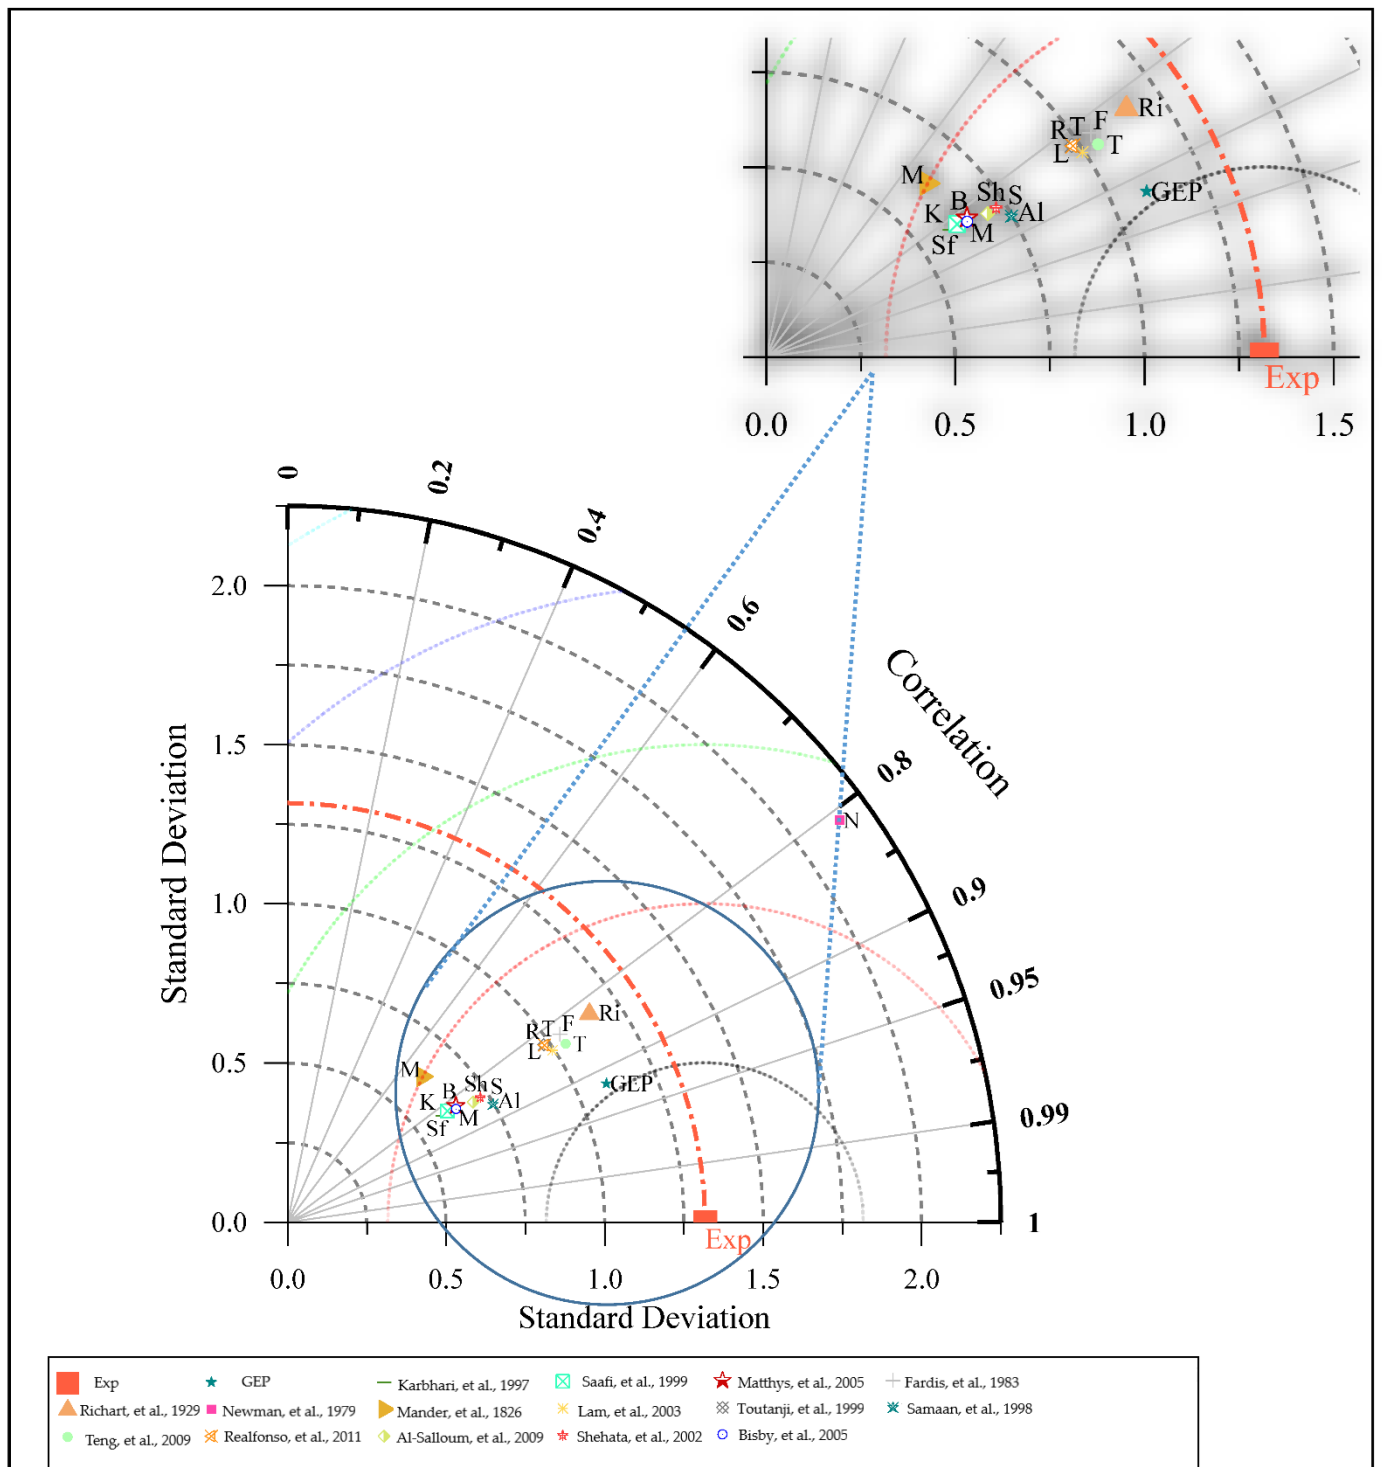 Ri
R T F
L T
M
GEP
Sh S
B Al
K M
Sf
Exp
0.0 0.5 1.0 1.5
0
0.2
0.4
0.6
Correlation
0.8
0.9
0.95
0.99
1
Standard Deviation
2.0
1.5
1.0
0.5
0.0
N
Ri
R T F
L T
M
GEP
Sh S
B Al
K M
Sf
Exp
0.0 0.5 1.0 1.5 2.0
Standard Deviation
Exp GEP Karbhari, et al., 1997 Saafi, et al., 1999 Matthys, et al., 2005 Fardis, et al., 1983
Richart, et al., 1929 Newman, et al., 1979 Mander, et al., 1826 Lam, et al., 2003 Toutanji, et al., 1999 Samaan, et al., 1998
Teng, et al., 2009 Realfonso, et al., 2011 Al-Salloum, et al., 2009 Shehata, et al., 2002 Bisby, et al., 2005